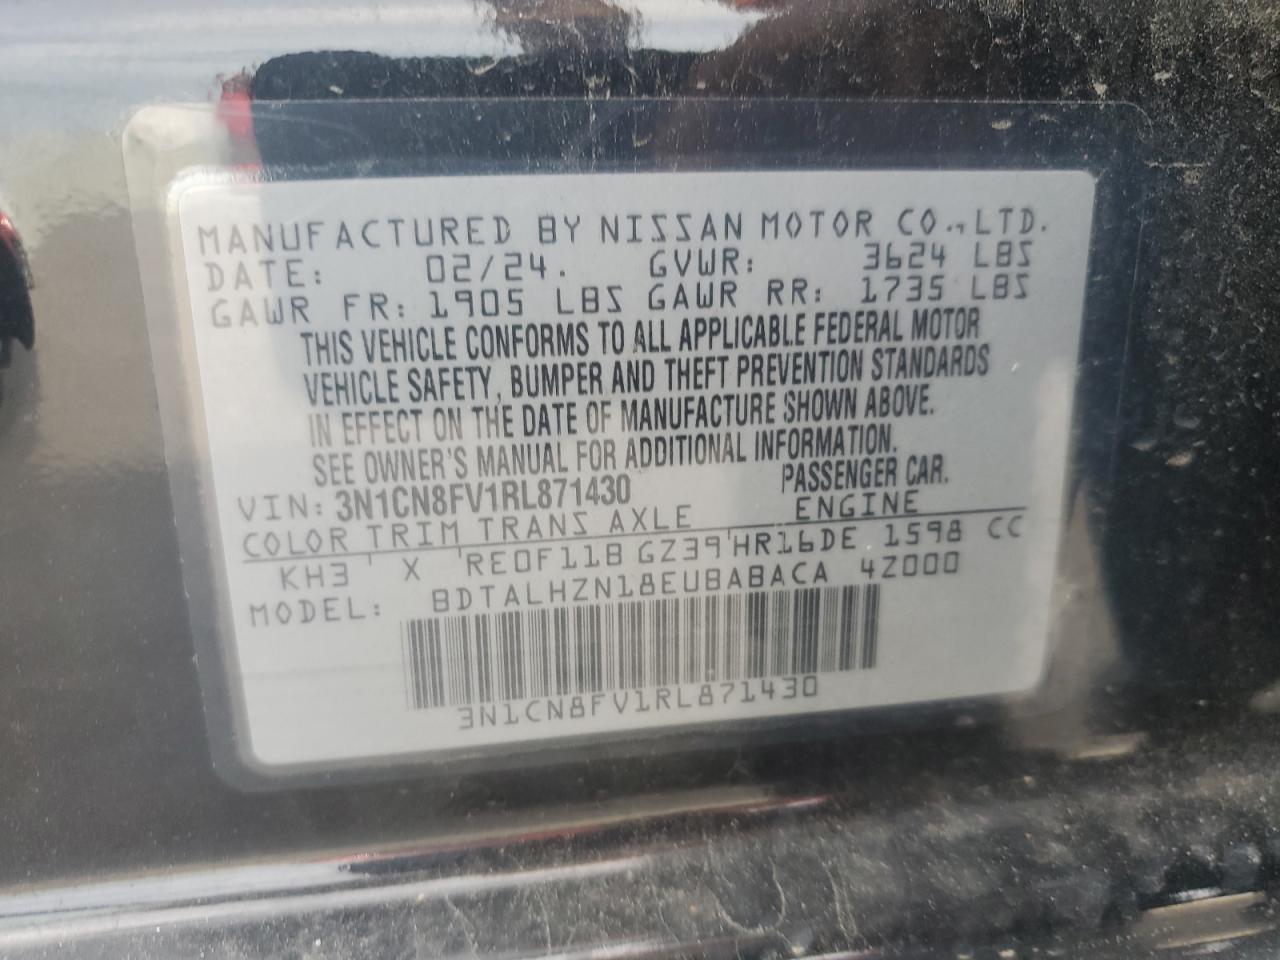 MANUFACTURED BY NISSAN MOTOR CO., LTD.
DATE: 02/24. GVWR: 3624 LBS
GAWR FR: 1905 LBS GAWR RR: 1735 LBS
THIS VEHICLE CONFORMS TO ALL APPLICABLE FEDERAL MOTOR
VEHICLE SAFETY, BUMPER AND THEFT PREVENTION STANDARDS
IN EFFECT ON THE DATE OF MANUFACTURE SHOWN ABOVE.
SEE OWNER'S MANUAL FOR ADDITIONAL INFORMATION.
VIN: 3N1CN8FV1RL871430 PASSENGER CAR.
COLOR TRIM TRANS AXLE ENGINE
KH3 X RE0F11B GZ39 HR16DE 1598 CC
MODEL: BDTALHZN18EUBABACA 4Z000
3N1CN8FV1RL871430